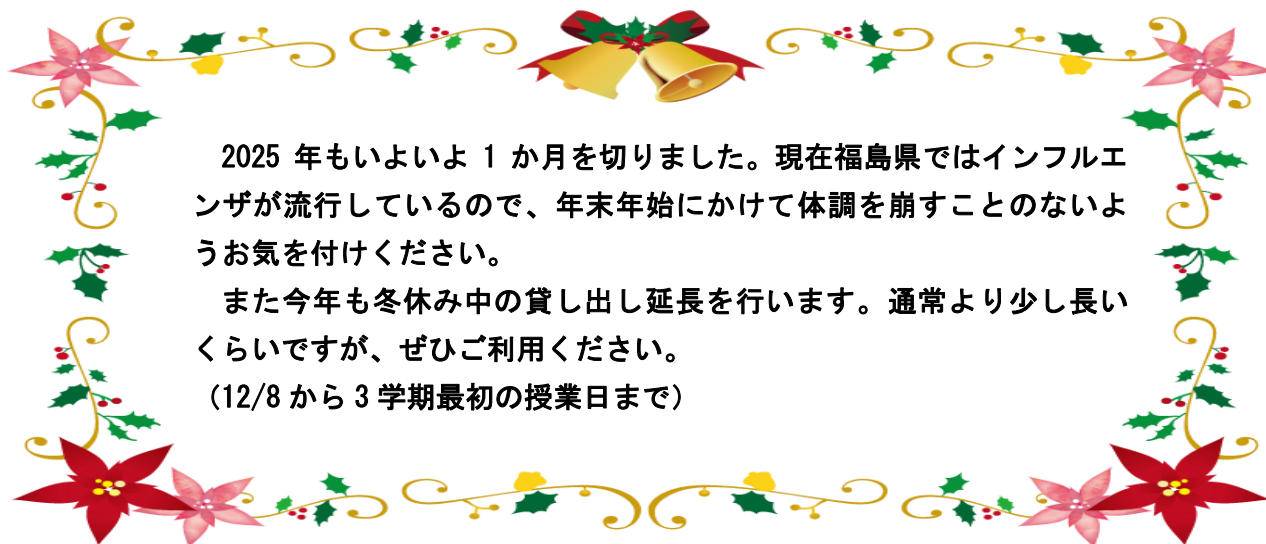 2025 年もいよいよ 1 か月を切りました。現在福島県ではインフルエ
ンザが流行しているので、年末年始にかけて体調を崩すことのないよ
うお気を付けください。
　また今年も冬休み中の貸し出し延長を行います。通常より少し長い
くらいですが、ぜひご利用ください。
（12/8 から 3 学期最初の授業日まで）